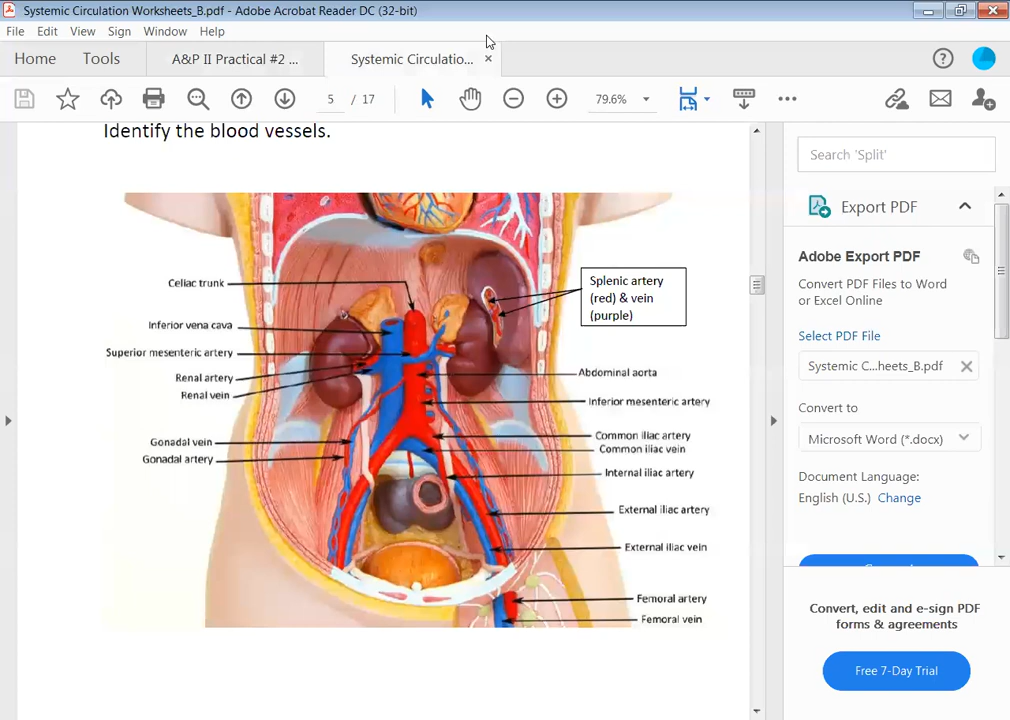 Systemic Circulation Worksheets_B.pdf - Adobe Acrobat Reader DC (32-bit)
File Edit View Sign Window Help
Home Tools A&P II Practical #2 ... Systemic Circulatio... ×
5 / 17 79.6%
Identify the blood vessels.
Celiac trunk
Inferior vena cava
Superior mesenteric artery
Renal artery
Renal vein
Gonadal vein
Gonadal artery
Splenic artery
(red) & vein
(purple)
Abdominal aorta
Inferior mesenteric artery
Common iliac artery
Common iliac vein
Internal iliac artery
External iliac artery
External iliac vein
Femoral artery
Femoral vein
Search 'Split'
Export PDF
Adobe Export PDF
Convert PDF Files to Word
or Excel Online
Select PDF File
Systemic C...heets_B.pdf
Convert to
Microsoft Word (*.docx)
Document Language:
English (U.S.) Change
Convert, edit and e-sign PDF
forms & agreements
Free 7-Day Trial